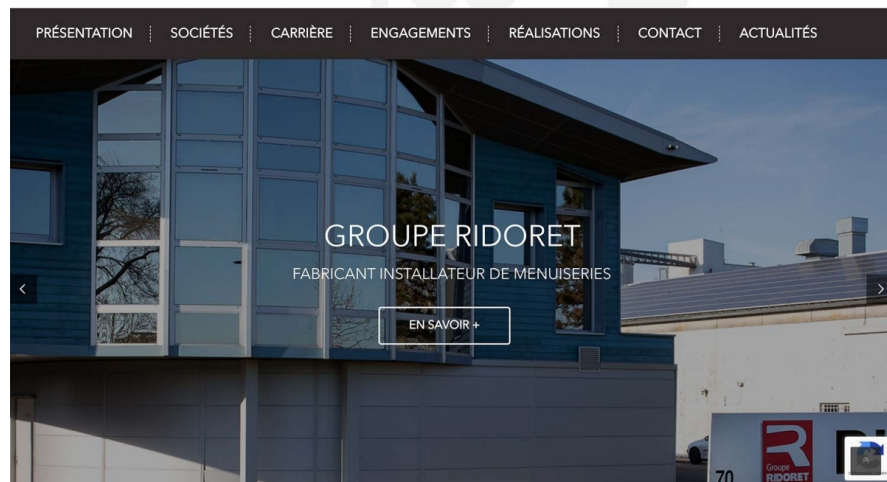 PRÉSENTATION
SOCIÉTÉS
CARRIÈRE
ENGAGEMENTS
RÉALISATIONS
CONTACT
ACTUALITÉS
GROUPE RIDORET
FABRICANT INSTALLATEUR DE MENUISERIES
EN SAVOIR +
Groupe
RIDORET
70